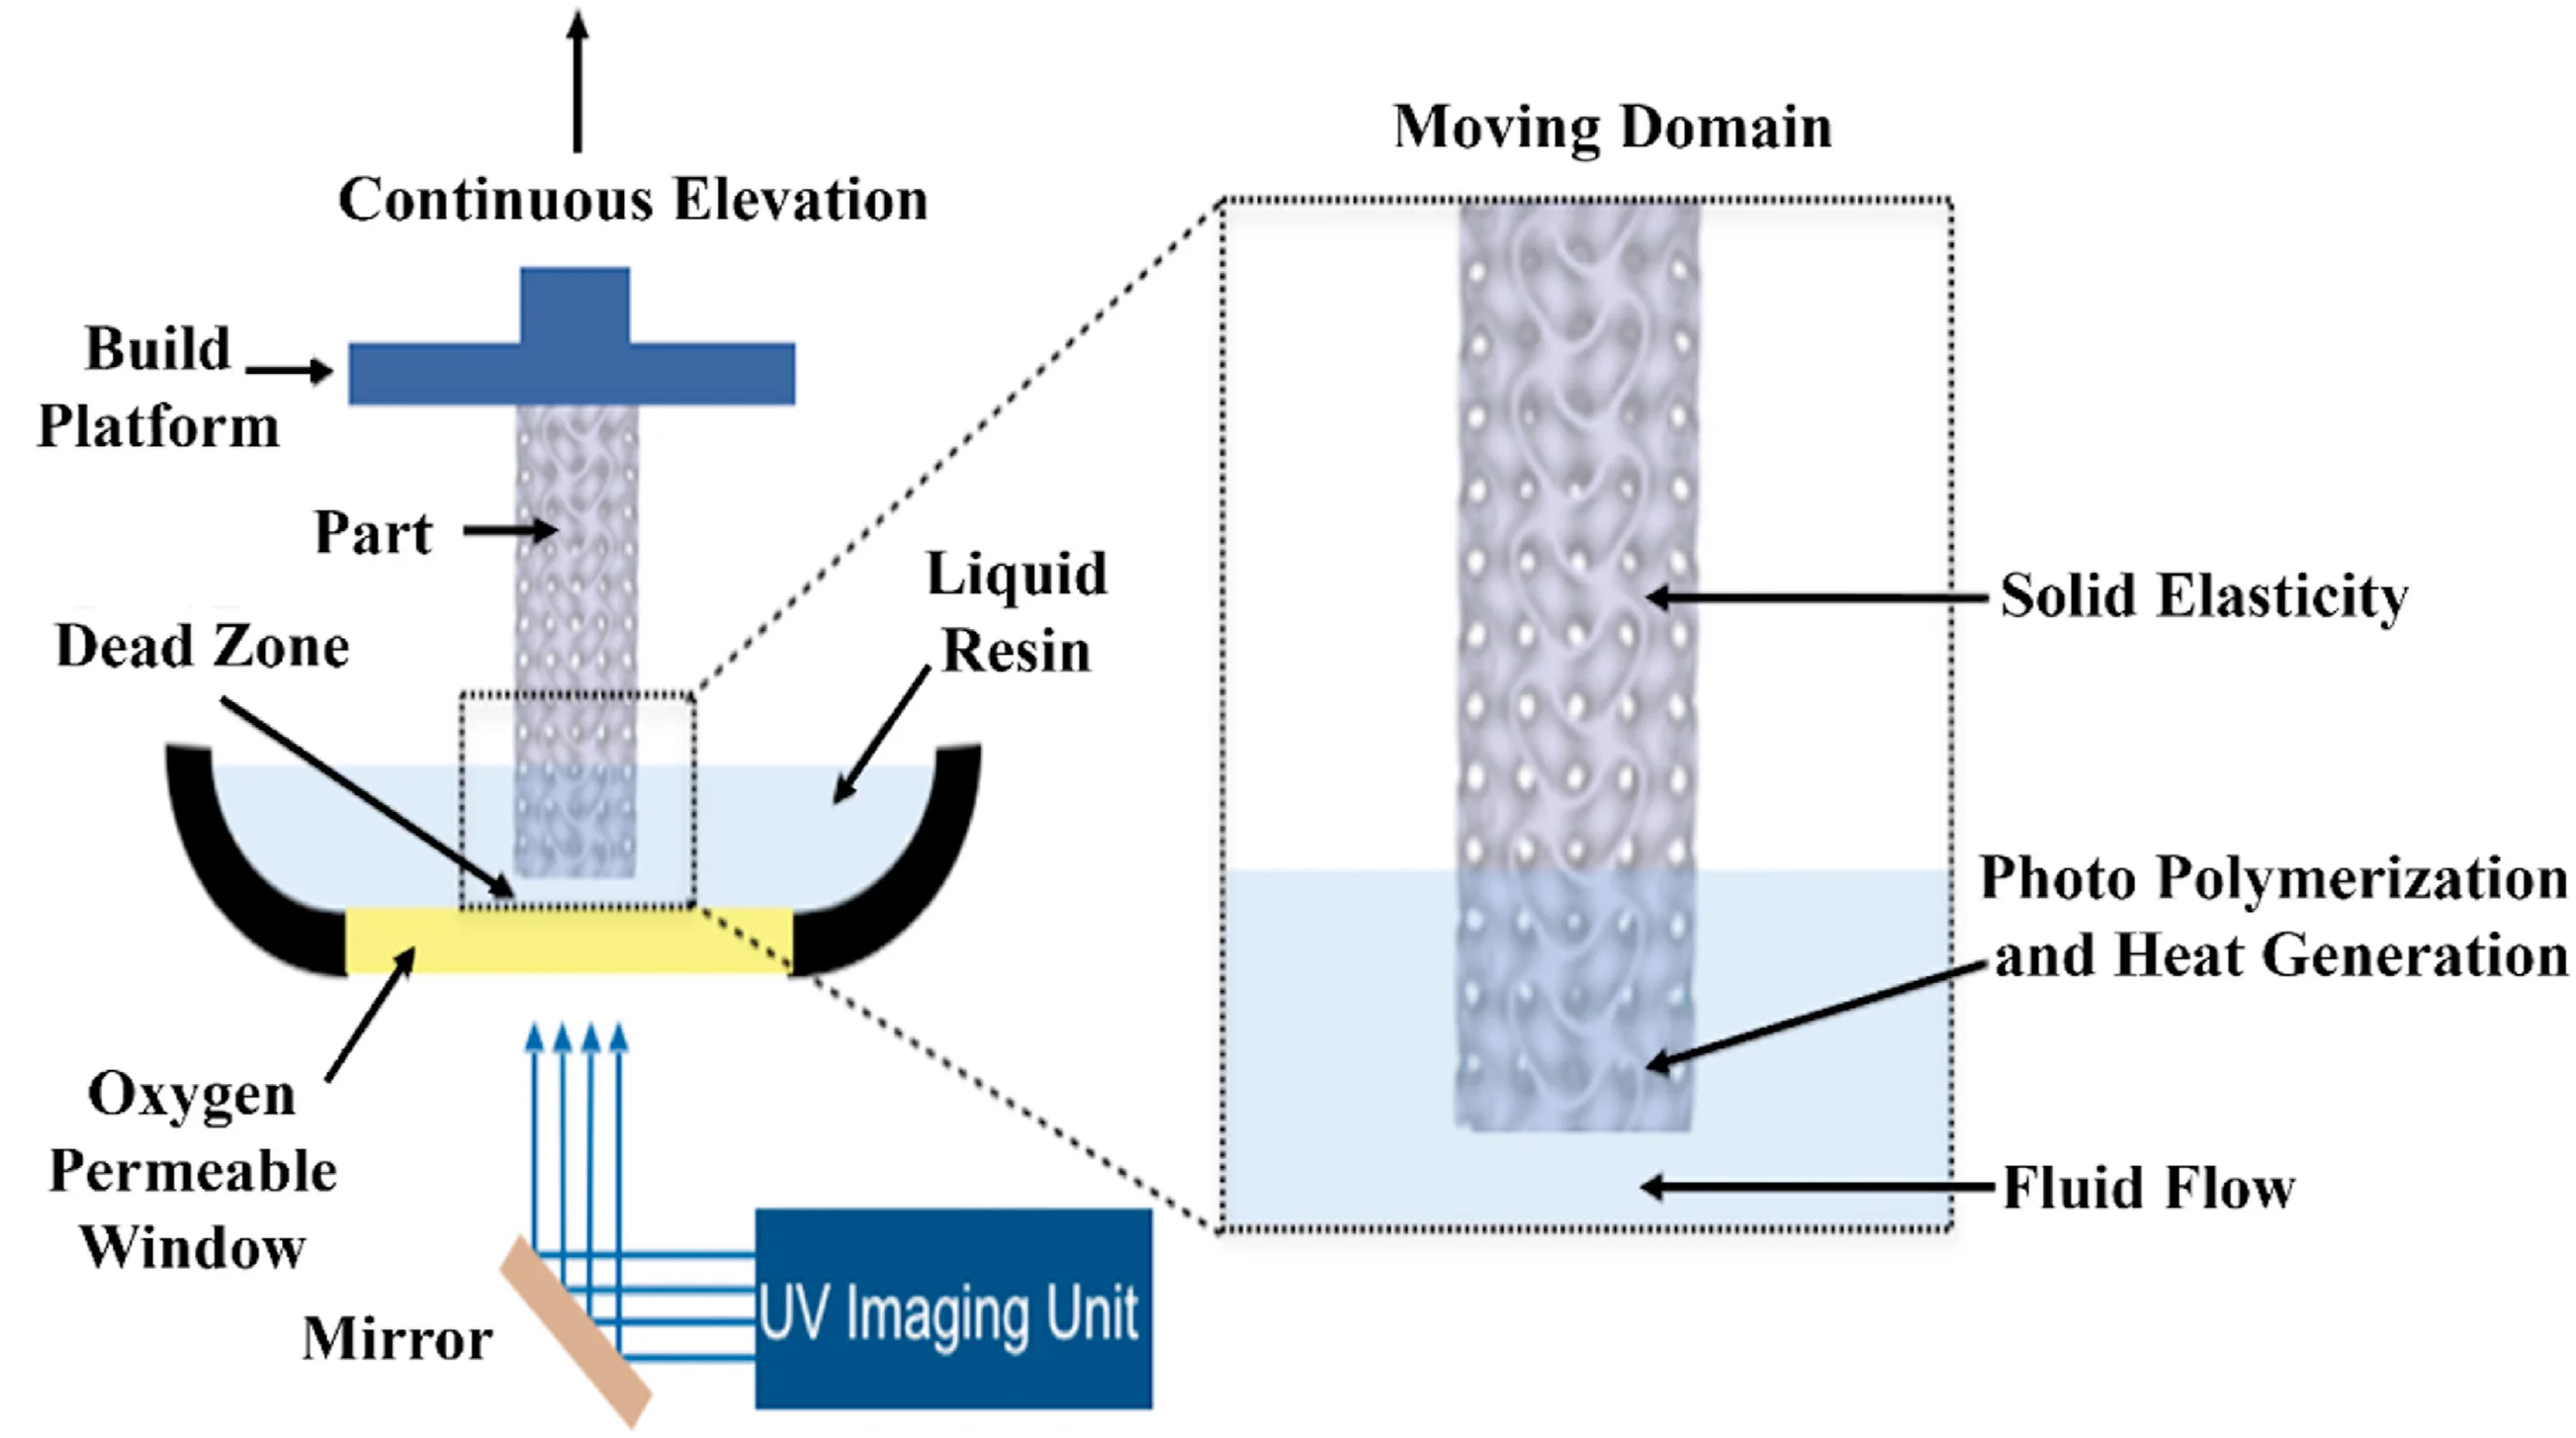 Continuous Elevation
Build
Platform
Part
Dead Zone
Liquid
Resin
Oxygen
Permeable
Window
Mirror
UV Imaging Unit
Moving Domain
Solid Elasticity
Photo Polymerization
and Heat Generation
Fluid Flow